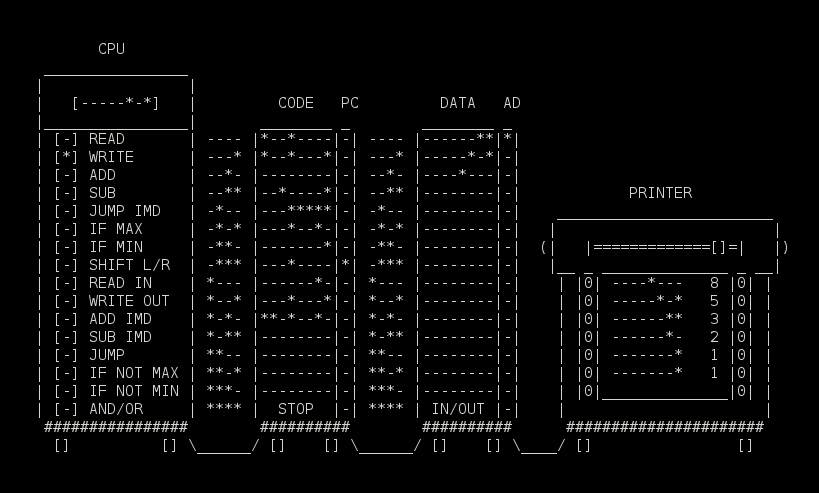 CPU
[-----*-*] CODE PC DATA AD
[-] READ ---- |*--*----|-| ---- |------**|*|
[*] WRITE ---* |*--*---*|-| ---* |-----*-*|-|
[-] ADD --*- |--------|-| --*- |----*---|-|
[-] SUB --** |--*----*|-| --** |--------|-| PRINTER
[-] JUMP IMD -*-- |---*****|-| -*-- |--------|-|
[-] IF MAX -*-* |--------|-| -*-* |--------|-|
[-] IF MIN -**- |-------*|-| -**- |--------|-| (| |=============[]=| |)
[-] SHIFT L/R -*** |---*----|*| -*** |--------|-|
[-] READ IN *--- |------*-|-| *--- |--------|-| |0| ----*--- 8 |0|
[-] WRITE OUT *--* |---*---*|-| *--* |--------|-| |0| -----*-* 5 |0|
[-] ADD IMD *-*- |**-*--*-|-| *-*- |--------|-| |0| ------** 3 |0|
[-] SUB IMD *-** |--------|-| *-** |--------|-| |0| ------*- 2 |0|
[-] JUMP **-- |--------|-| **-- |--------|-| |0| -------* 1 |0|
[-] IF NOT MAX **-* |--------|-| **-* |--------|-| |0| -------* 1 |0|
[-] IF NOT MIN ***- |--------|-| ***- |--------|-| |0|______________|0|
[-] AND/OR **** | STOP |-| **** | IN/OUT |-|
################ ########## ########## ######################
[] [] \______/ [] [] \______/ [] [] \____/ [] []